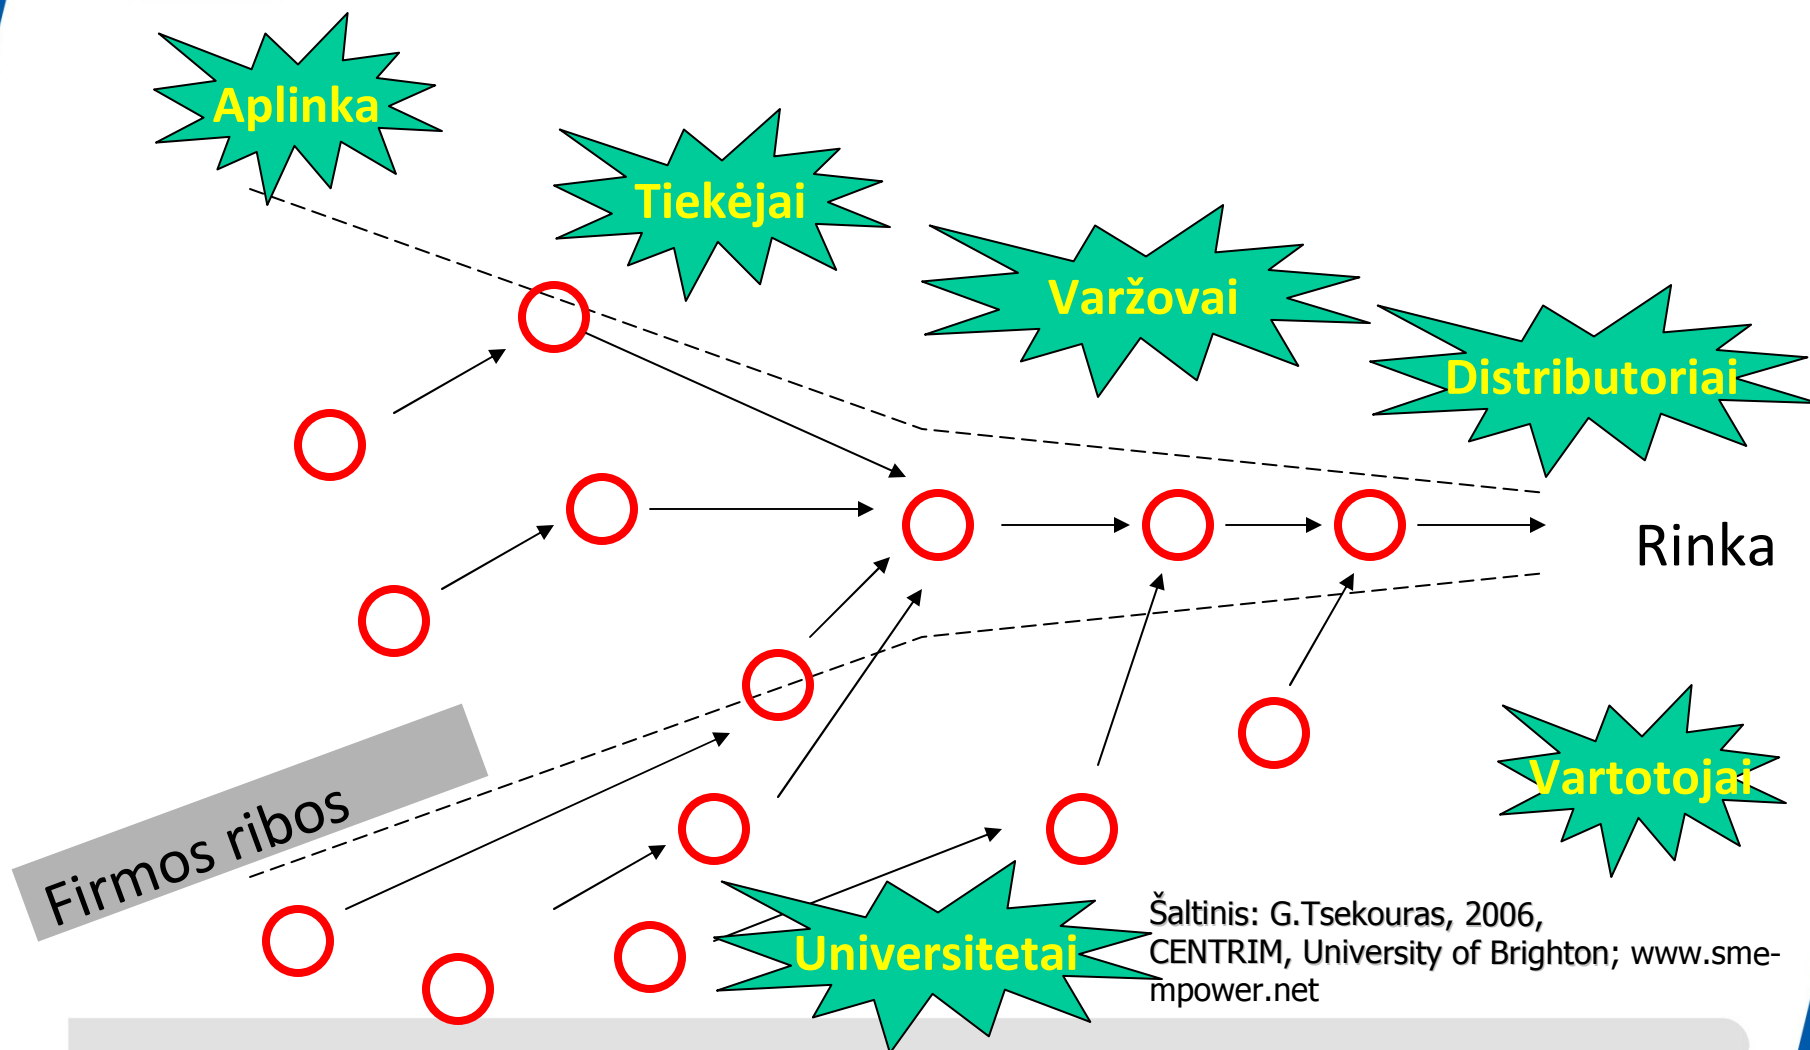 Aplinka
Tiekėjai
Varžovai
Distributoriai
Rinka
Firmos ribos
Vartotojai
Universitetai
Šaltinis: G.Tsekouras, 2006,
CENTRIM, University of Brighton; www.sme-
mpower.net